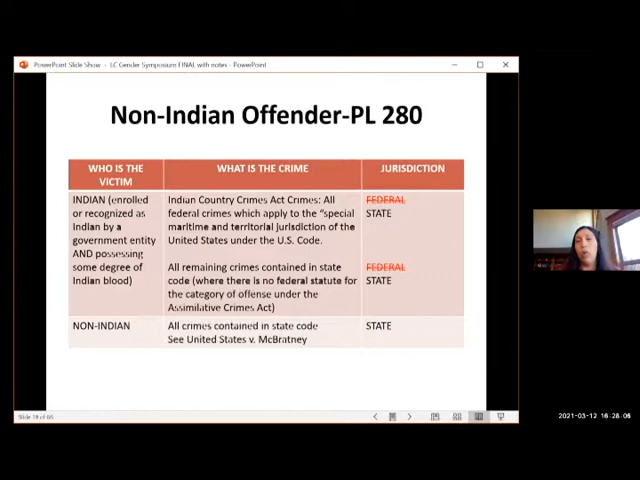 PowerPoint Slide Show - LC Gender Symposium FINAL with notes - PowerPoint
Non-Indian Offender-PL 280
WHO IS THE
VICTIM
WHAT IS THE CRIME
JURISDICTION
INDIAN (enrolled
or recognized as
Indian by a
government entity
AND possessing
some degree of
Indian blood)
Indian Country Crimes Act Crimes: All
federal crimes which apply to the “special
maritime and territorial jurisdiction of the
United States under the U.S. Code.
FEDERAL
STATE
All remaining crimes contained in state
code (where there is no federal statute for
the category of offense under the
Assimilative Crimes Act)
FEDERAL
STATE
NON-INDIAN
All crimes contained in state code
See United States v. McBratney
STATE
Slide 18 of 66
2021-03-12 16:28:06